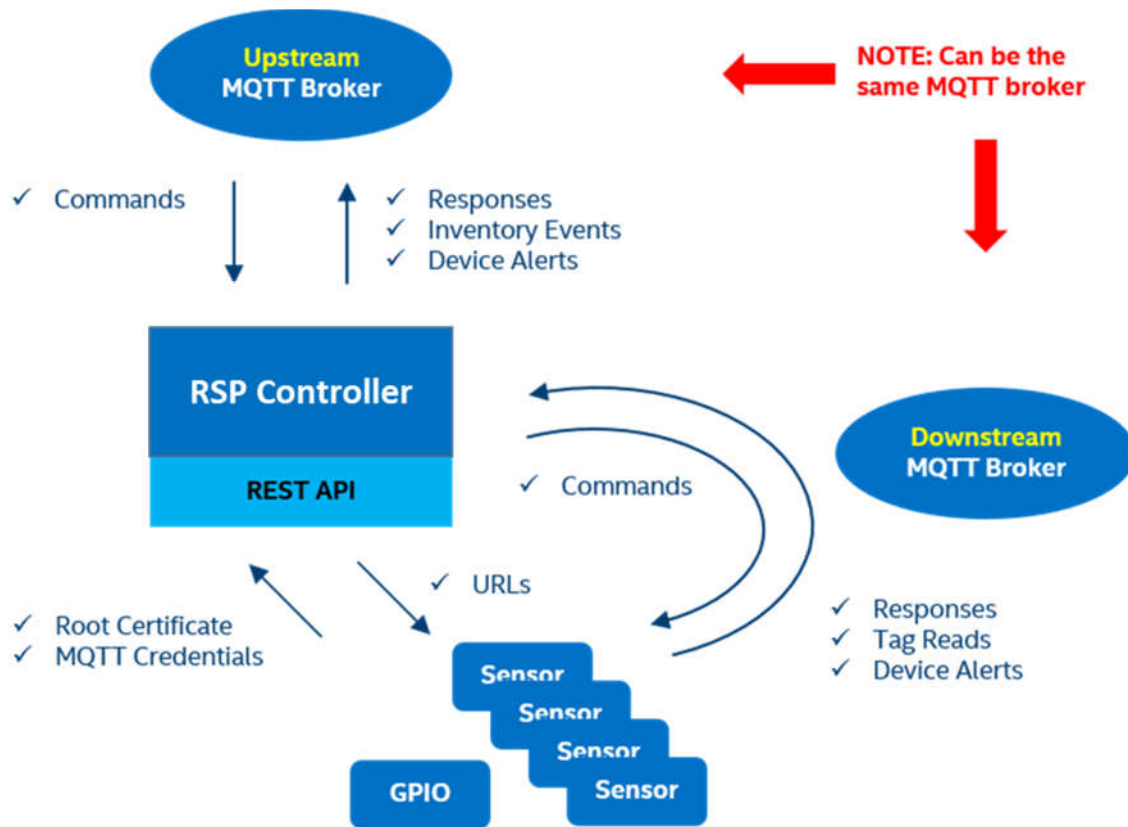 Upstream
MQTT Broker
NOTE: Can be the
same MQTT broker
✓ Commands
✓ Responses
✓ Inventory Events
✓ Device Alerts
RSP Controller
REST API
Downstream
MQTT Broker
✓ Commands
✓ URLs
✓ Root Certificate
✓ MQTT Credentials
✓ Responses
✓ Tag Reads
✓ Device Alerts
Sensor
Sensor
Sensor
Sensor
GPIO